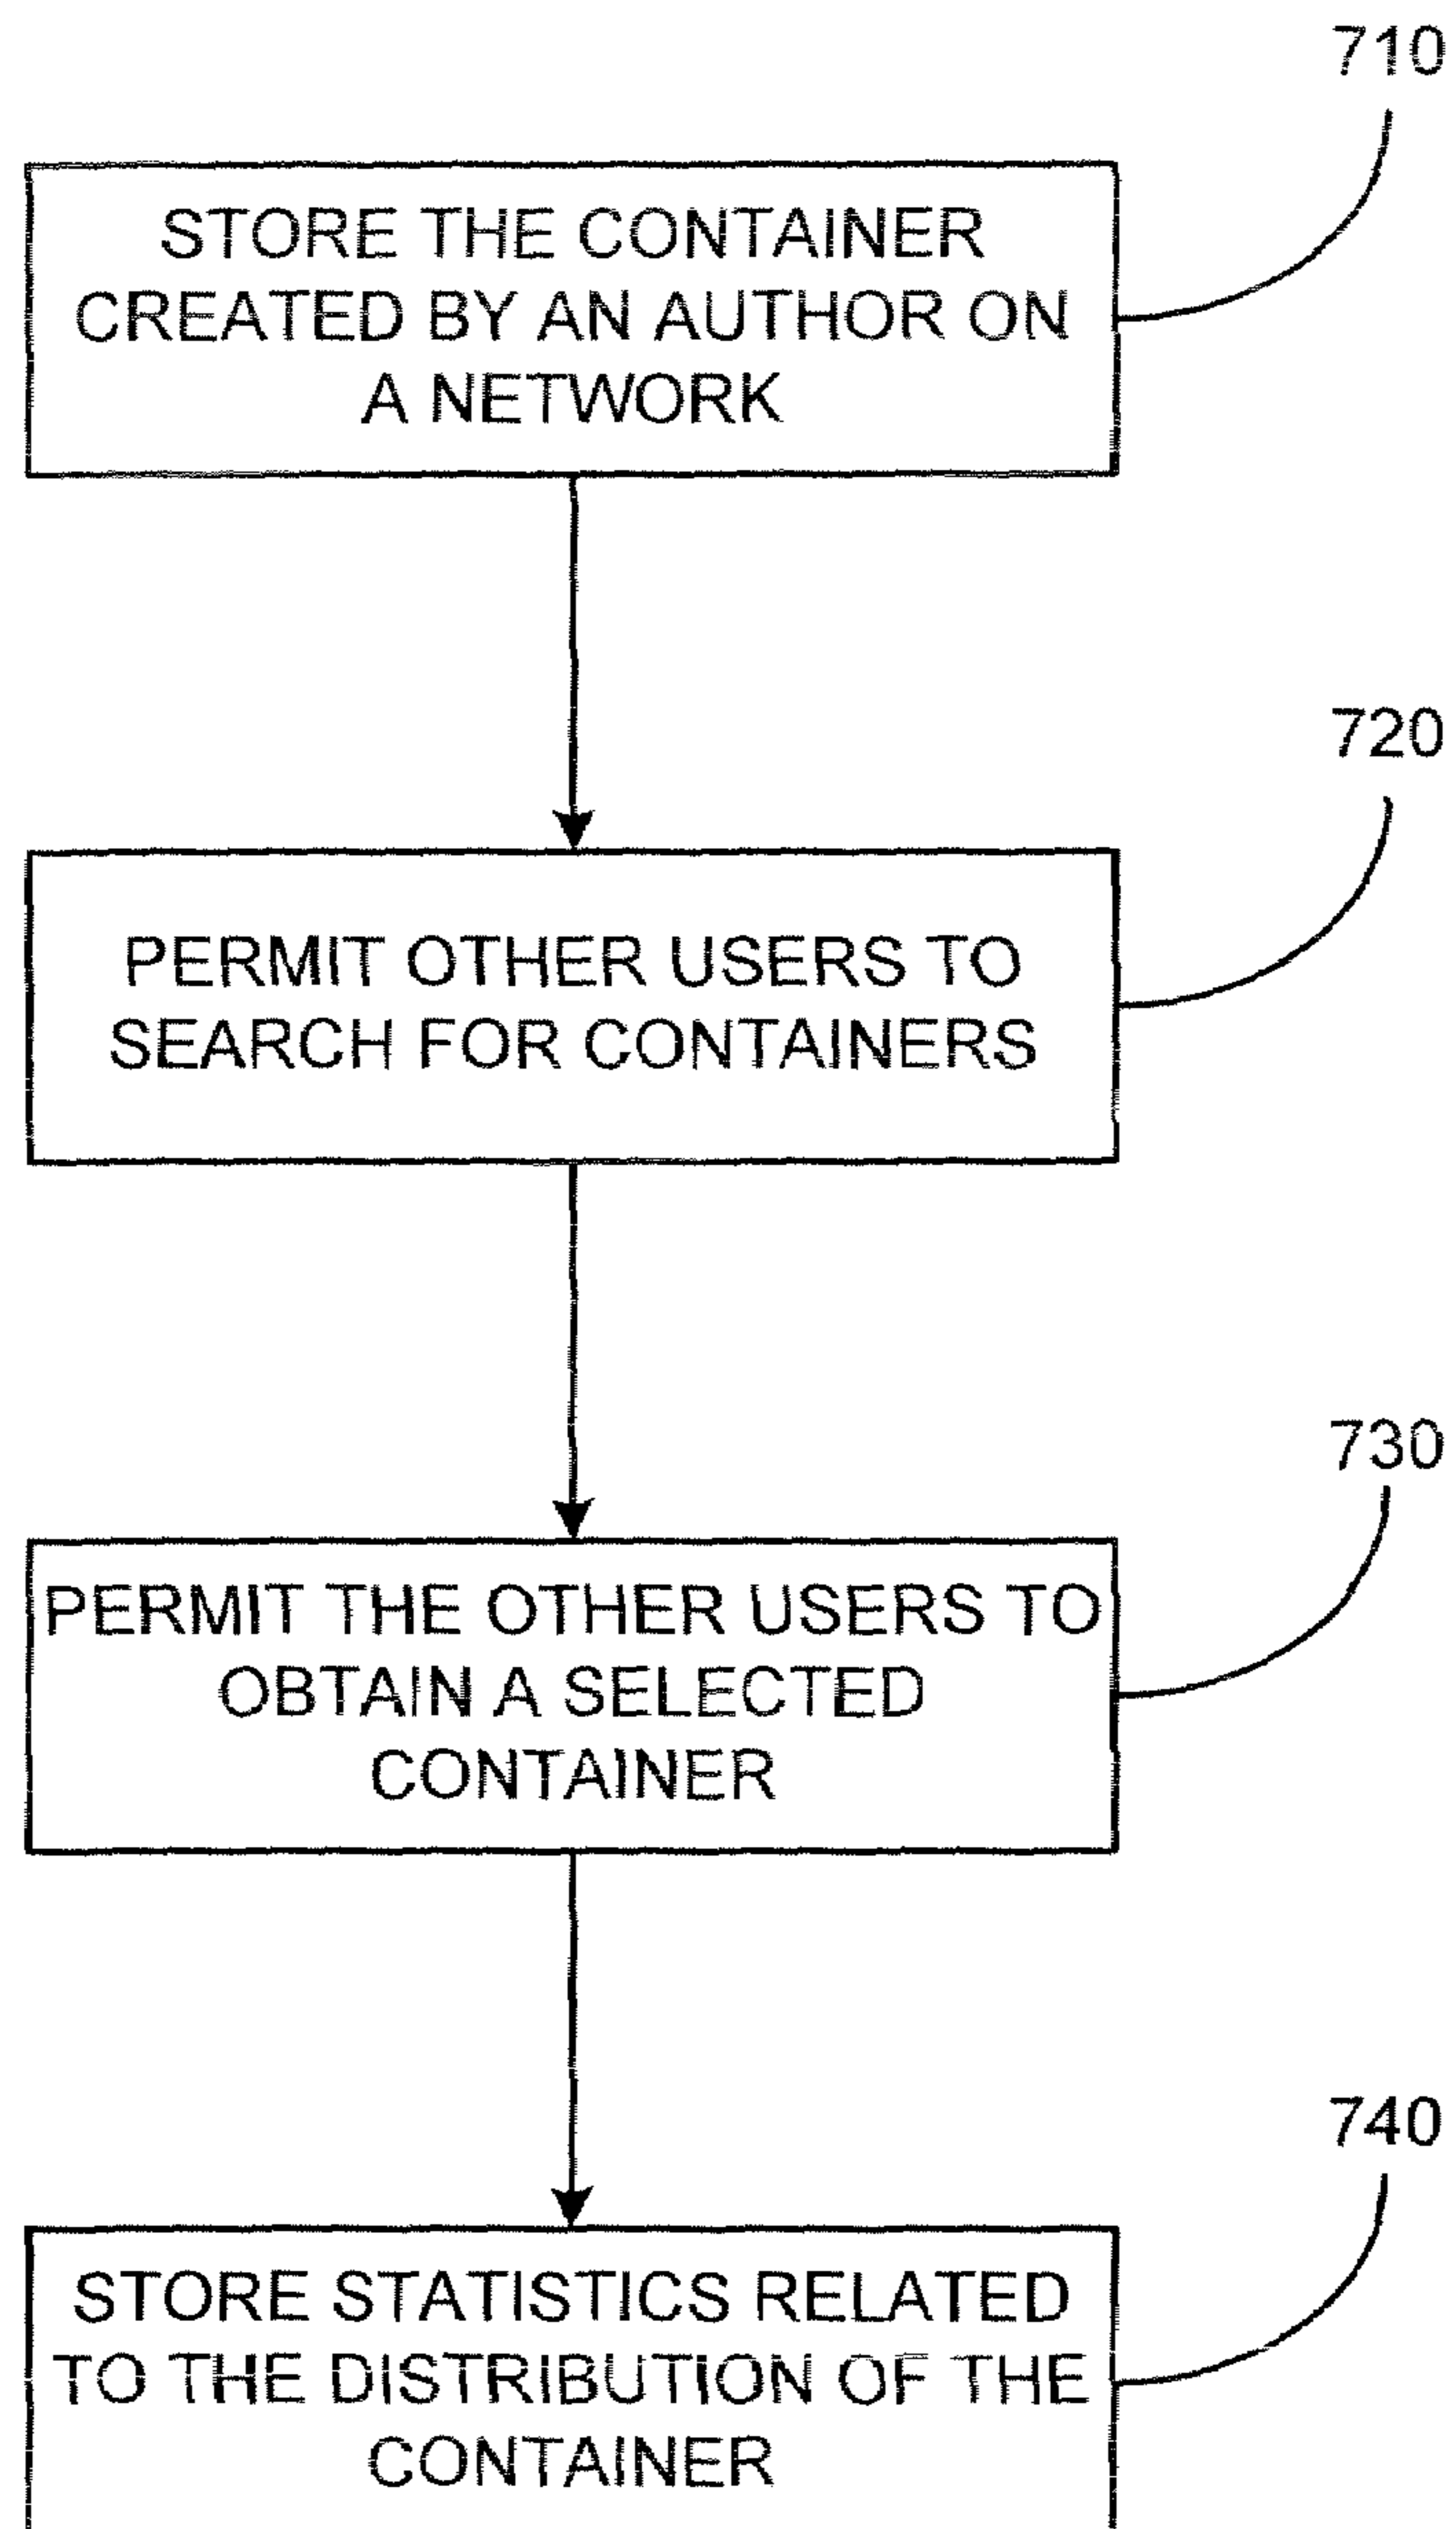 710
STORE THE CONTAINER
CREATED BY AN AUTHOR ON
A NETWORK
720
PERMIT OTHER USERS TO
SEARCH FOR CONTAINERS
730
PERMIT THE OTHER USERS TO
OBTAIN A SELECTED
CONTAINER
740
STORE STATISTICS RELATED
TO THE DISTRIBUTION OF THE
CONTAINER